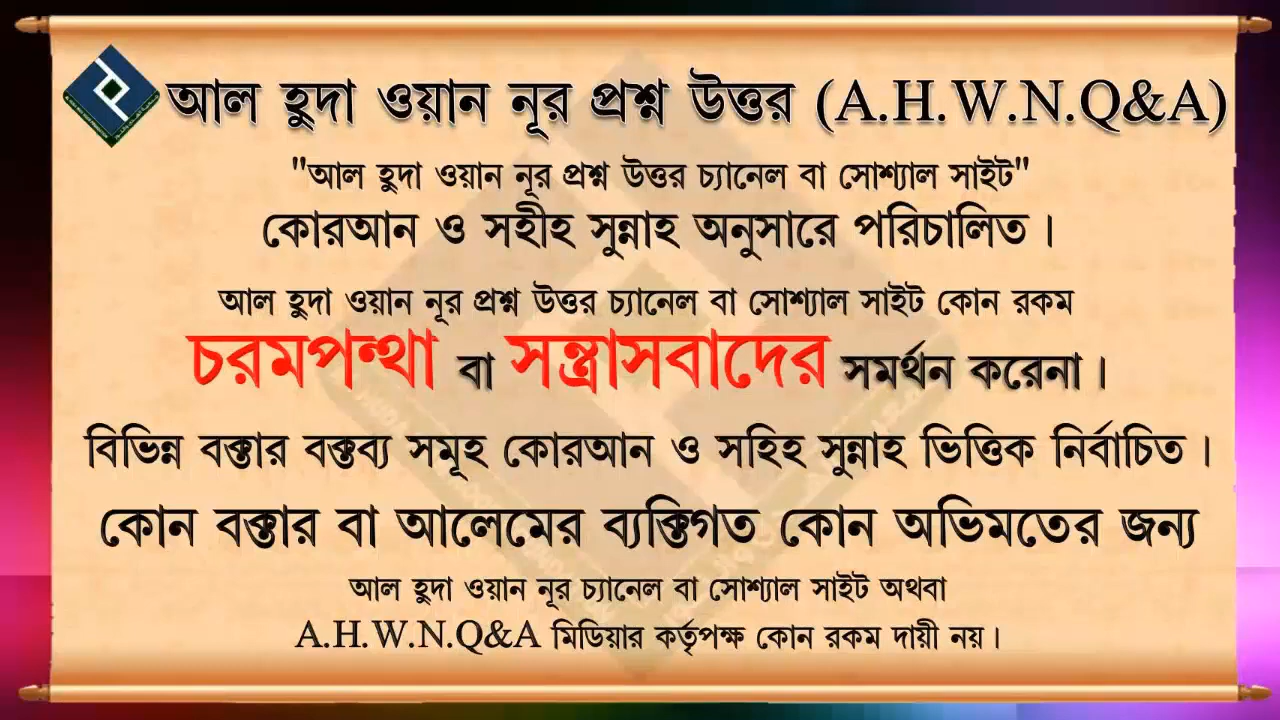 আল হুদা ওয়ান নূর প্রশ্ন উত্তর (A.H.W.N.Q&A)
"আল হুদা ওয়ান নূর প্রশ্ন উত্তর চ্যানেল বা সোশ্যাল সাইট"
কোরআন ও সহীহ সুন্নাহ অনুসারে পরিচালিত ।
আল হুদা ওয়ান নূর প্রশ্ন উত্তর চ্যানেল বা সোশ্যাল সাইট কোন রকম
চরমপন্থা বা সন্ত্রাসবাদের সমর্থন করেনা ।
বিভিন্ন বক্তার বক্তব্য সমূহ কোরআন ও সহিহ সুন্নাহ ভিত্তিক নির্বাচিত ।
কোন বক্তার বা আলেমের ব্যক্তিগত কোন অভিমতের জন্য
আল হুদা ওয়ান নূর চ্যানেল বা সোশ্যাল সাইট অথবা
A.H.W.N.Q&A মিডিয়ার কর্তৃপক্ষ কোন রকম দায়ী নয় ।